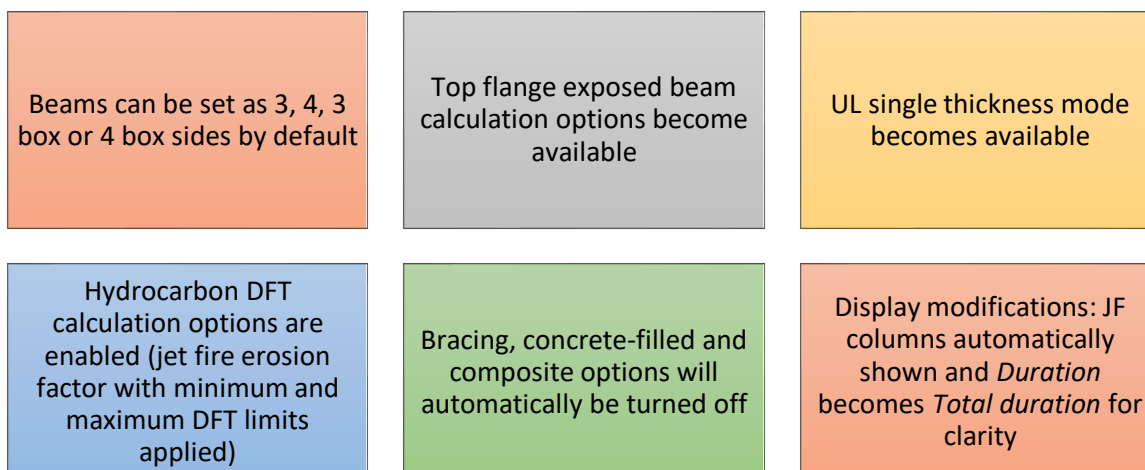 Beams can be set as 3, 4, 3
box or 4 box sides by default
Top flange exposed beam
calculation options become
available
UL single thickness mode
becomes available
Hydrocarbon DFT
calculation options are
enabled (jet fire erosion
factor with minimum and
maximum DFT limits
applied)
Bracing, concrete-filled and
composite options will
automatically be turned off
Display modifications: JF
columns automatically
shown and Duration
becomes Total duration for
clarity